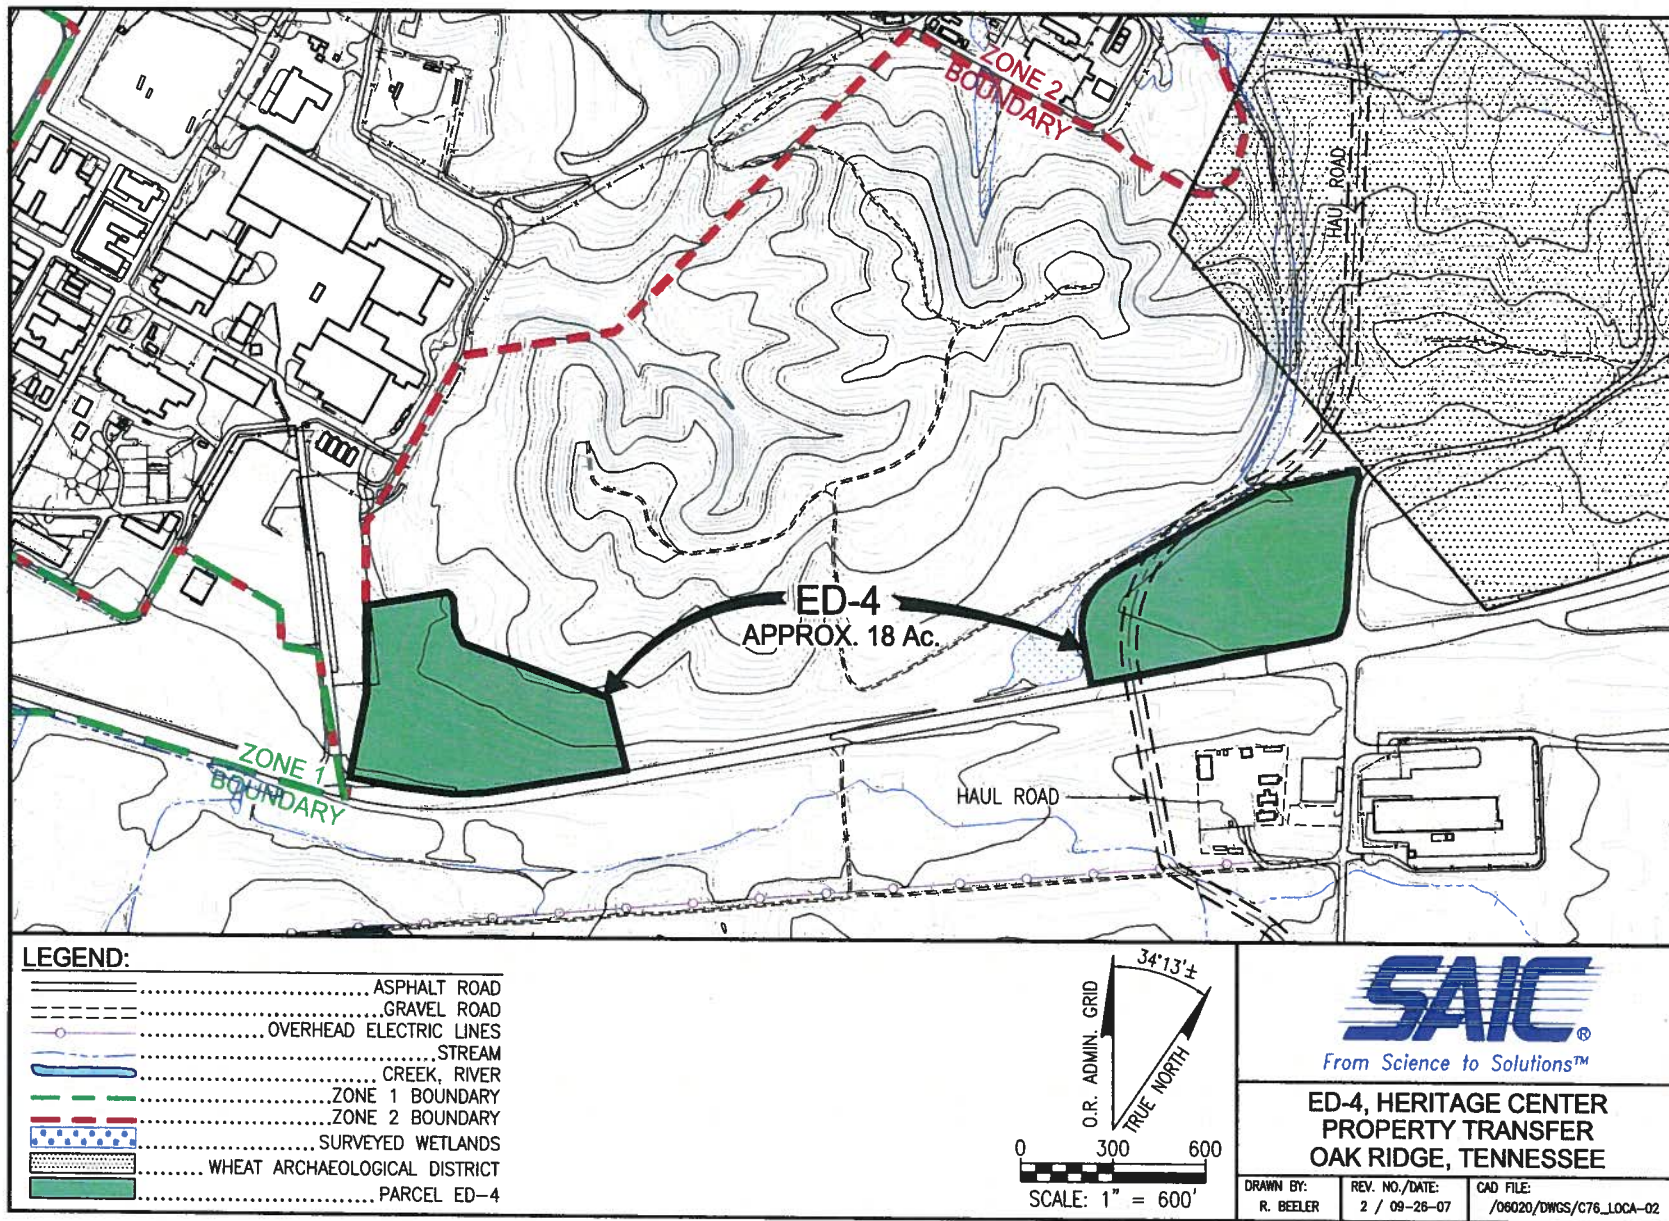 ZONE 2
BOUNDARY
HAU ROAD
ED-4
APPROX. 18 Ac.
ZONE 1
BOUNDARY
HAUL ROAD
LEGEND:
ASPHALT ROAD
GRAVEL ROAD
OVERHEAD ELECTRIC LINES
STREAM
CREEK, RIVER
ZONE 1 BOUNDARY
ZONE 2 BOUNDARY
SURVEYED WETLANDS
WHEAT ARCHAEOLOGICAL DISTRICT
PARCEL ED-4
34°13'±
O.R. ADMIN. GRID
TRUE NORTH
0 300 600
SCALE: 1" = 600'
SAIC®
From Science to Solutions™
ED-4, HERITAGE CENTER
PROPERTY TRANSFER
OAK RIDGE, TENNESSEE
DRAWN BY:
R. BEELER
REV. NO./DATE:
2 / 09-26-07
CAD FILE:
/06020/DWGS/C76_LOCA-02